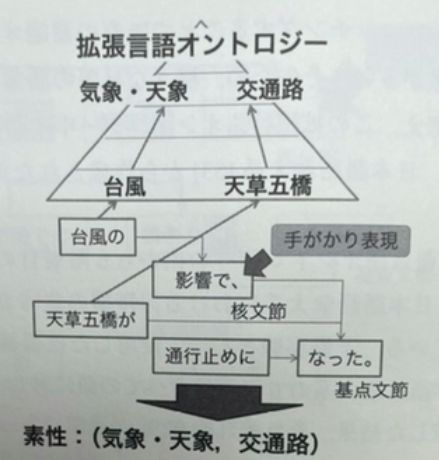 拡張言語オントロジー
気象・天象　交通路
台風　天草五橋
台風の
手がかり表現
影響で、
核文節
天草五橋が
通行止めに
なった。
基点文節
素性：（気象・天象，交通路）